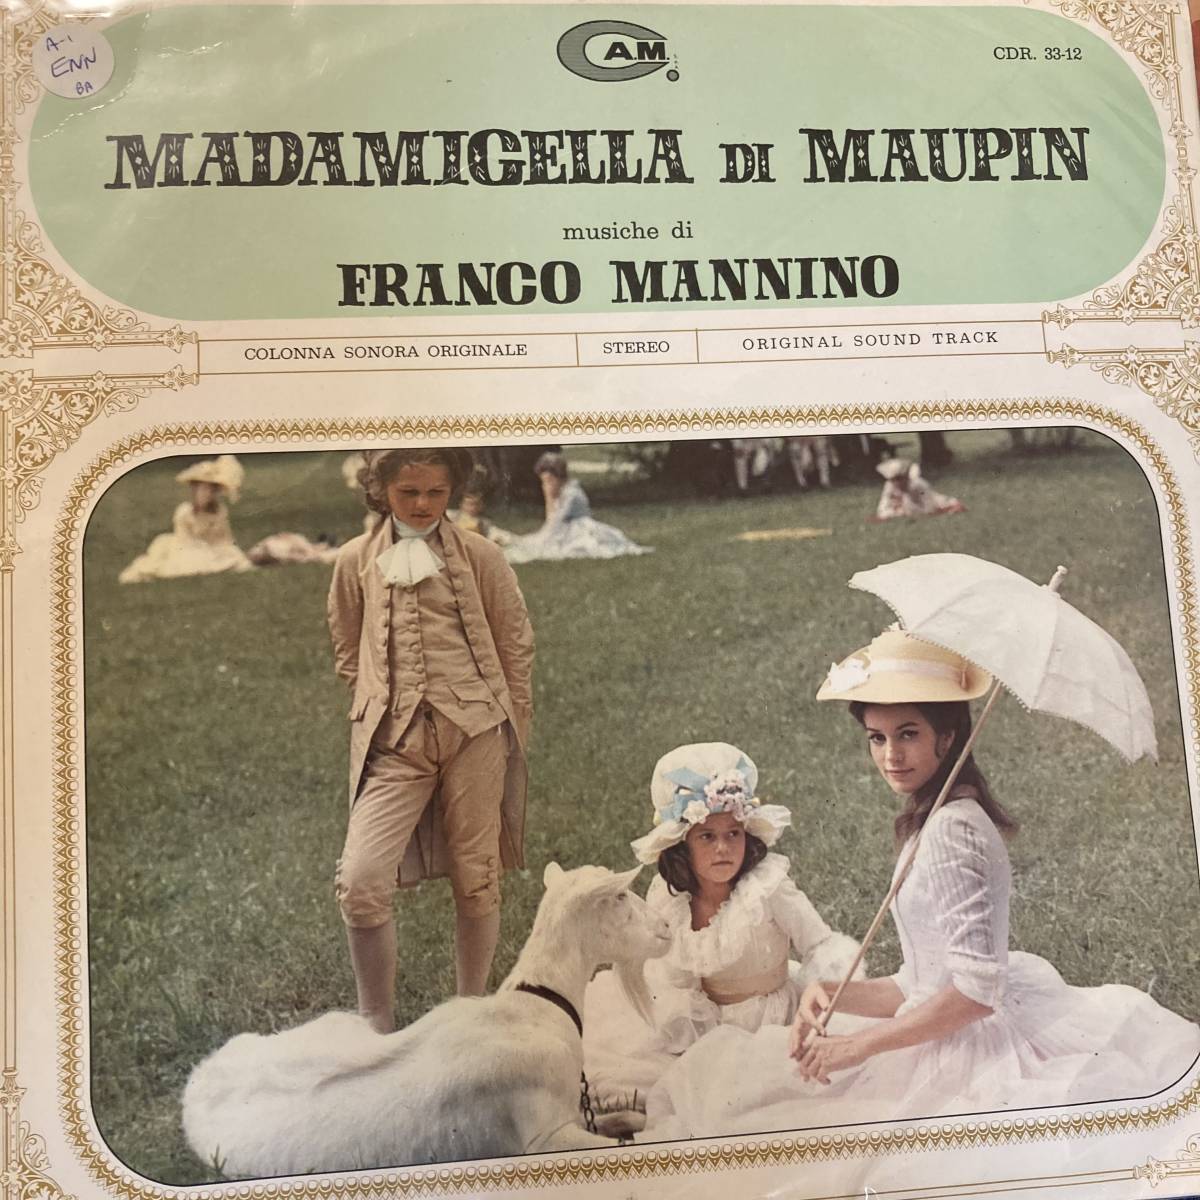 A-1
ENN
BA
C.A.M. S.p.A.
CDR. 33-12
MADAMIGELLA DI MAUPIN
musiche di
FRANCO MANNINO
COLONNA SONORA ORIGINALE
STEREO
ORIGINAL SOUND TRACK